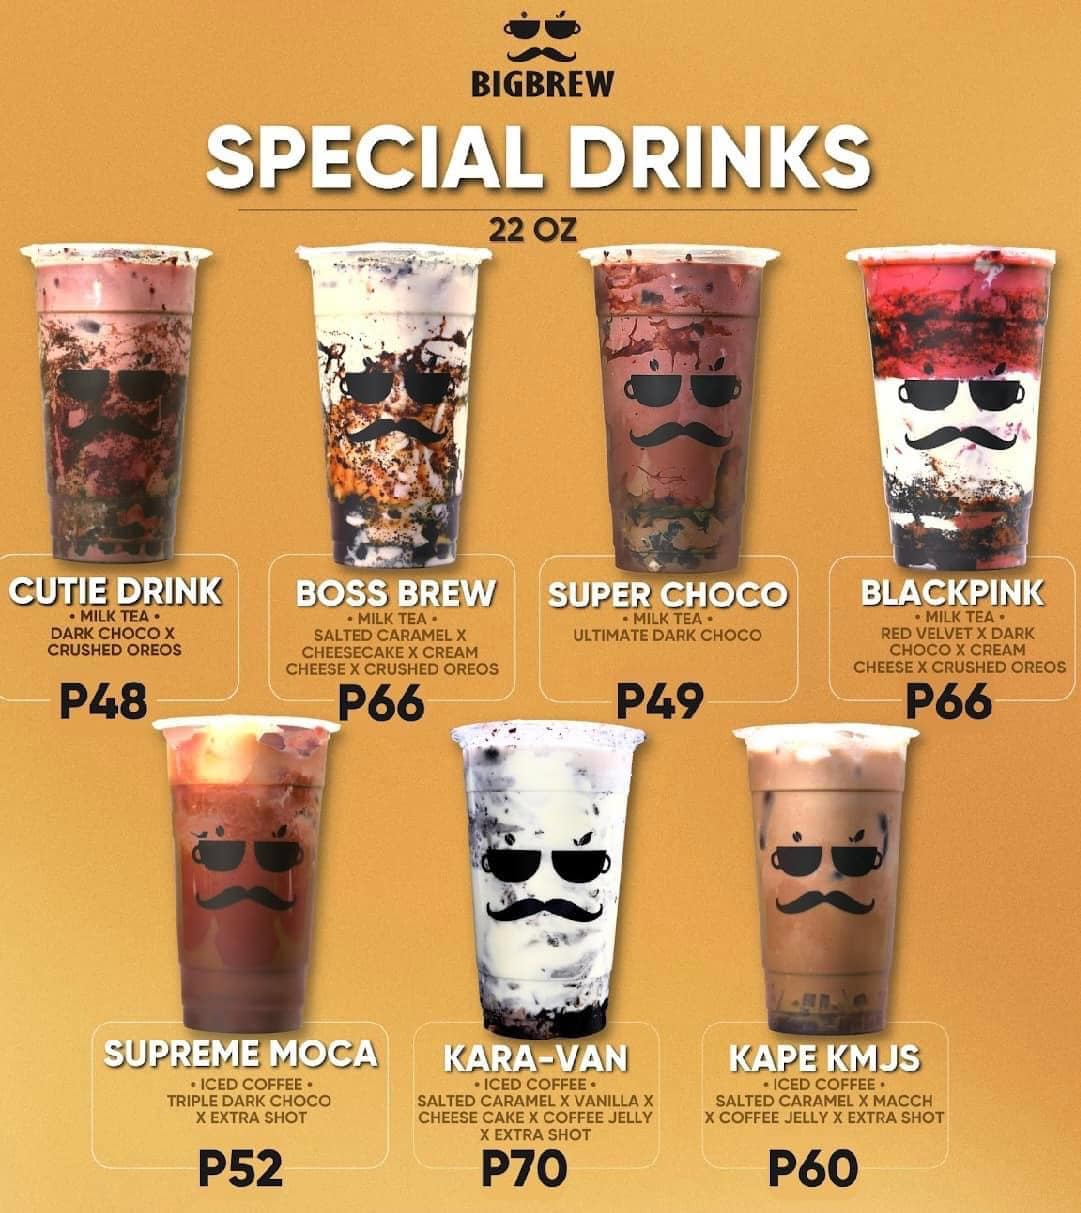 BIGBREW
SPECIAL DRINKS
22 OZ
CUTIE DRINK
• MILK TEA •
DARK CHOCO X
CRUSHED OREOS
P48
BOSS BREW
• MILK TEA •
SALTED CARAMEL X
CHEESECAKE X CREAM
CHEESE X CRUSHED OREOS
P66
SUPER CHOCO
• MILK TEA •
ULTIMATE DARK CHOCO
P49
BLACKPINK
• MILK TEA •
RED VELVET X DARK
CHOCO X CREAM
CHEESE X CRUSHED OREOS
P66
SUPREME MOCA
• ICED COFFEE •
TRIPLE DARK CHOCO
X EXTRA SHOT
P52
KARA-VAN
• ICED COFFEE •
SALTED CARAMEL X VANILLA X
CHEESE CAKE X COFFEE JELLY
X EXTRA SHOT
P70
KAPE KMJS
• ICED COFFEE •
SALTED CARAMEL X MACCH
X COFFEE JELLY X EXTRA SHOT
P60